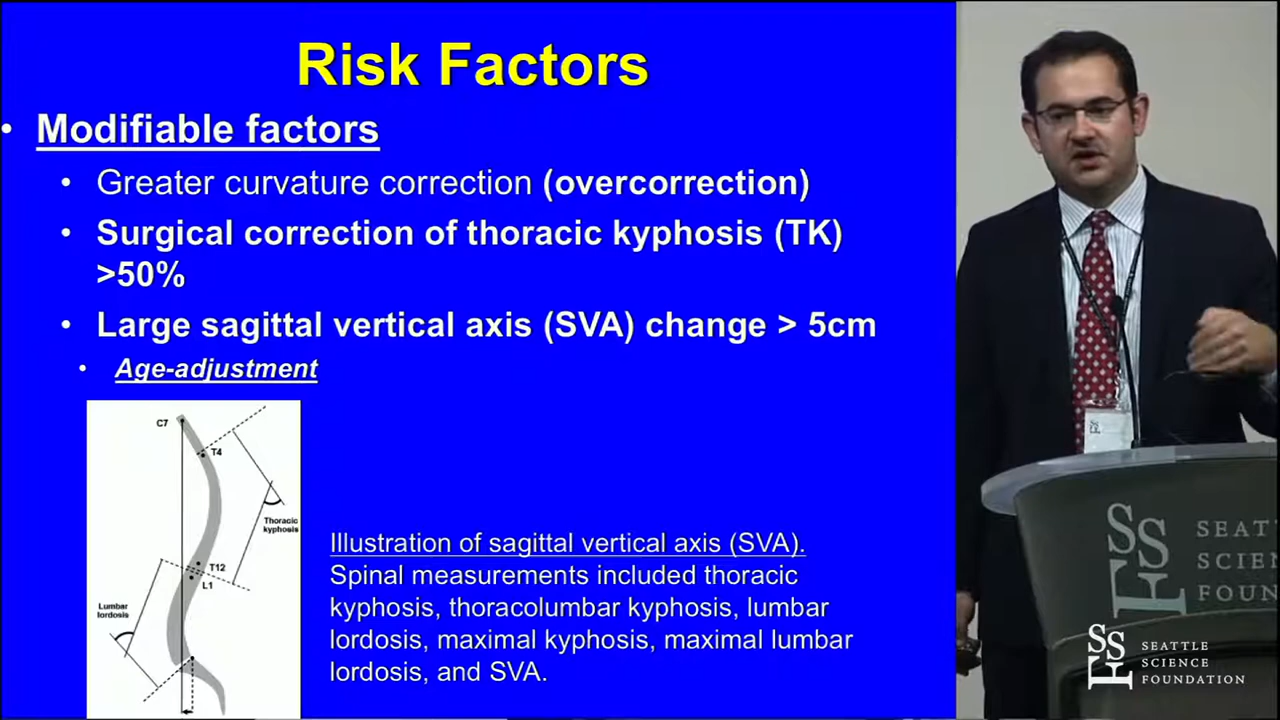 Risk Factors
• Modifiable factors
• Greater curvature correction (overcorrection)
• Surgical correction of thoracic kyphosis (TK)
>50%
• Large sagittal vertical axis (SVA) change > 5cm
• Age-adjustment
C7
T4
Thoracic
kyphosis
T12
L1
Lumbar
lordosis
Illustration of sagittal vertical axis (SVA).
Spinal measurements included thoracic
kyphosis, thoracolumbar kyphosis, lumbar
lordosis, maximal kyphosis, maximal lumbar
lordosis, and SVA.
SSF
SEATTLE
SCIENCE
FOUNDATION
SSF
SEAT
SCIEN
FOUN